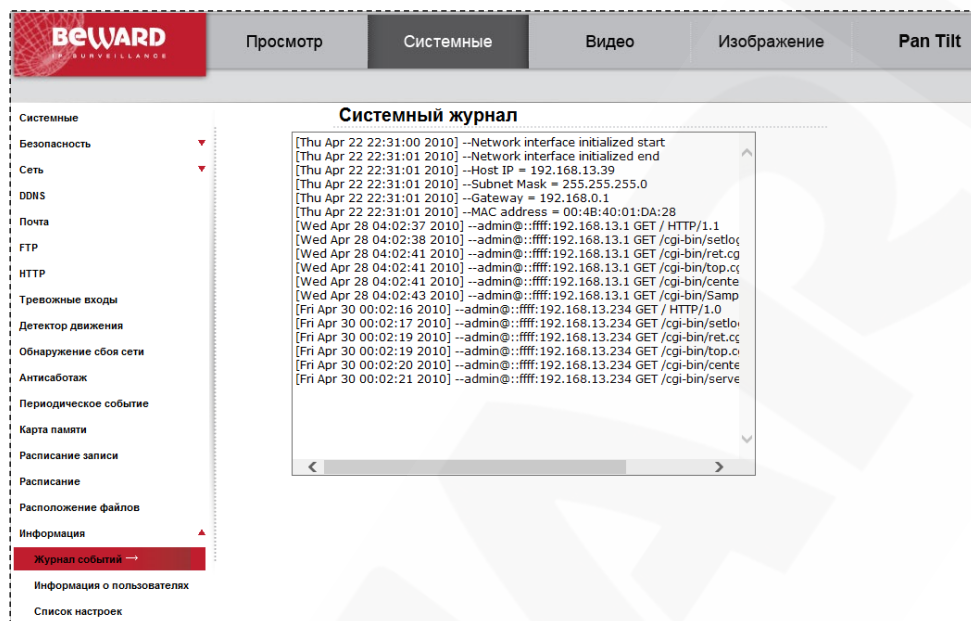 BEWARD
IP SURVEILLANCE
Просмотр
Системные
Видео
Изображение
Pan Tilt
Системные
Безопасность
Сеть
DDNS
Почта
FTP
HTTP
Тревожные входы
Детектор движения
Обнаружение сбоя сети
Антисаботаж
Периодическое событие
Карта памяти
Расписание записи
Расписание
Расположение файлов
Информация
Журнал событий →
Информация о пользователях
Список настроек
Системный журнал
[Thu Apr 22 22:31:00 2010] --Network interface initialized start
[Thu Apr 22 22:31:01 2010] --Network interface initialized end
[Thu Apr 22 22:31:01 2010] --Host IP = 192.168.13.39
[Thu Apr 22 22:31:01 2010] --Subnet Mask = 255.255.255.0
[Thu Apr 22 22:31:01 2010] --Gateway = 192.168.0.1
[Thu Apr 22 22:31:01 2010] --MAC address = 00:4B:40:01:DA:28
[Wed Apr 28 04:02:37 2010] --admin@::ffff:192.168.13.1 GET / HTTP/1.1
[Wed Apr 28 04:02:38 2010] --admin@::ffff:192.168.13.1 GET /cgi-bin/setlog
[Wed Apr 28 04:02:41 2010] --admin@::ffff:192.168.13.1 GET /cgi-bin/ret.cg
[Wed Apr 28 04:02:41 2010] --admin@::ffff:192.168.13.1 GET /cgi-bin/top.cg
[Wed Apr 28 04:02:41 2010] --admin@::ffff:192.168.13.1 GET /cgi-bin/cente
[Wed Apr 28 04:02:43 2010] --admin@::ffff:192.168.13.1 GET /cgi-bin/Samp
[Fri Apr 30 00:02:16 2010] --admin@::ffff:192.168.13.234 GET / HTTP/1.0
[Fri Apr 30 00:02:17 2010] --admin@::ffff:192.168.13.234 GET /cgi-bin/setlo
[Fri Apr 30 00:02:19 2010] --admin@::ffff:192.168.13.234 GET /cgi-bin/ret.cg
[Fri Apr 30 00:02:19 2010] --admin@::ffff:192.168.13.234 GET /cgi-bin/top.c
[Fri Apr 30 00:02:20 2010] --admin@::ffff:192.168.13.234 GET /cgi-bin/cente
[Fri Apr 30 00:02:21 2010] --admin@::ffff:192.168.13.234 GET /cgi-bin/serve